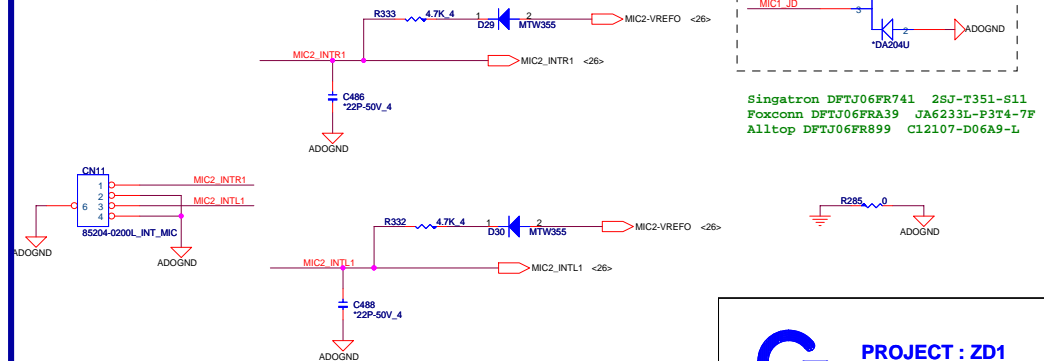 R333 4.7K_4 1 2 MIC2-VREFO <26>
D29 MTW355
MIC2_INTR1 MIC2_INTR1 <26>
C486
*22P-50V_4
ADOGND
MIC1_JD 3
2 ADOGND
*DA204U
Singatron DFTJ06FR741 2SJ-T351-S11
Foxconn DFTJ06FRA39 JA6233L-P3T4-7F
Alltop DFTJ06FR899 C12107-D06A9-L
CN11
1 MIC2_INTR1
2
6 3 MIC2_INTL1
4
85204-0200L_INT_MIC
ADOGND
ADOGND
R332 4.7K_4 1 2 MIC2-VREFO <26>
D30 MTW355
MIC2_INTL1 MIC2_INTL1 <26>
C488
*22P-50V_4
ADOGND
R285 0
ADOGND
PROJECT : ZD1